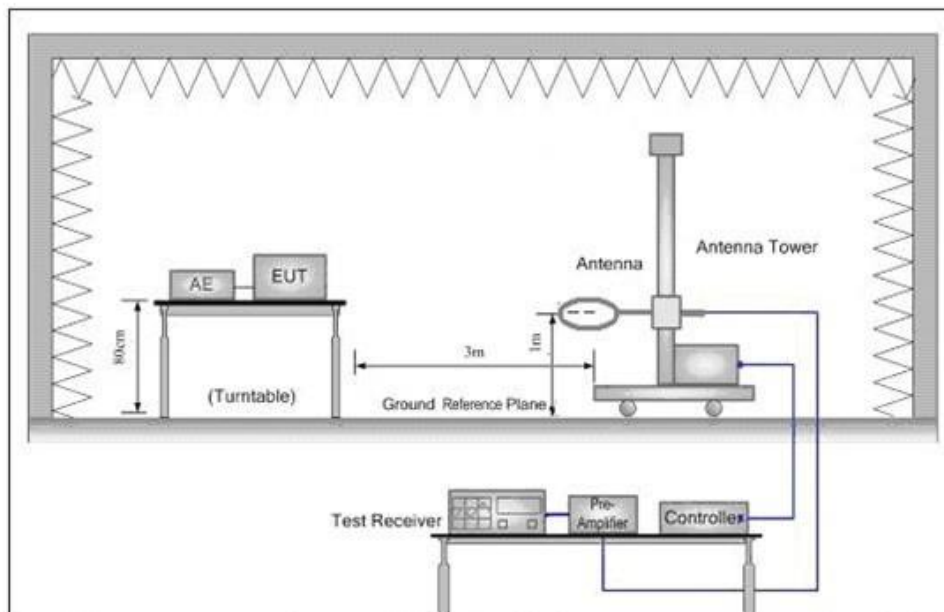 Antenna Tower
Antenna
AE
EUT
80cm
(Turntable)
3m
1m
Ground Reference Plane
Test Receiver
Pre-
Amplifier
Controller